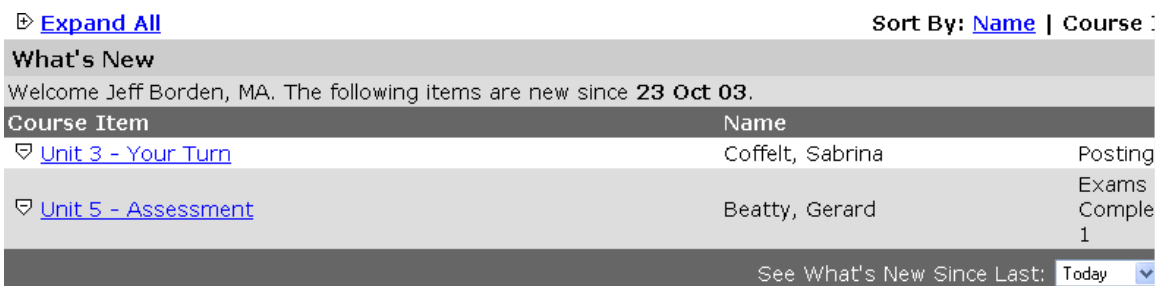 Expand All Sort By: Name | Course
What's New
Welcome Jeff Borden, MA. The following items are new since 23 Oct 03.
Course Item Name
Unit 3 - Your Turn Coffelt, Sabrina Posting
Unit 5 - Assessment Beatty, Gerard Exams
Comple
1
See What's New Since Last: Today